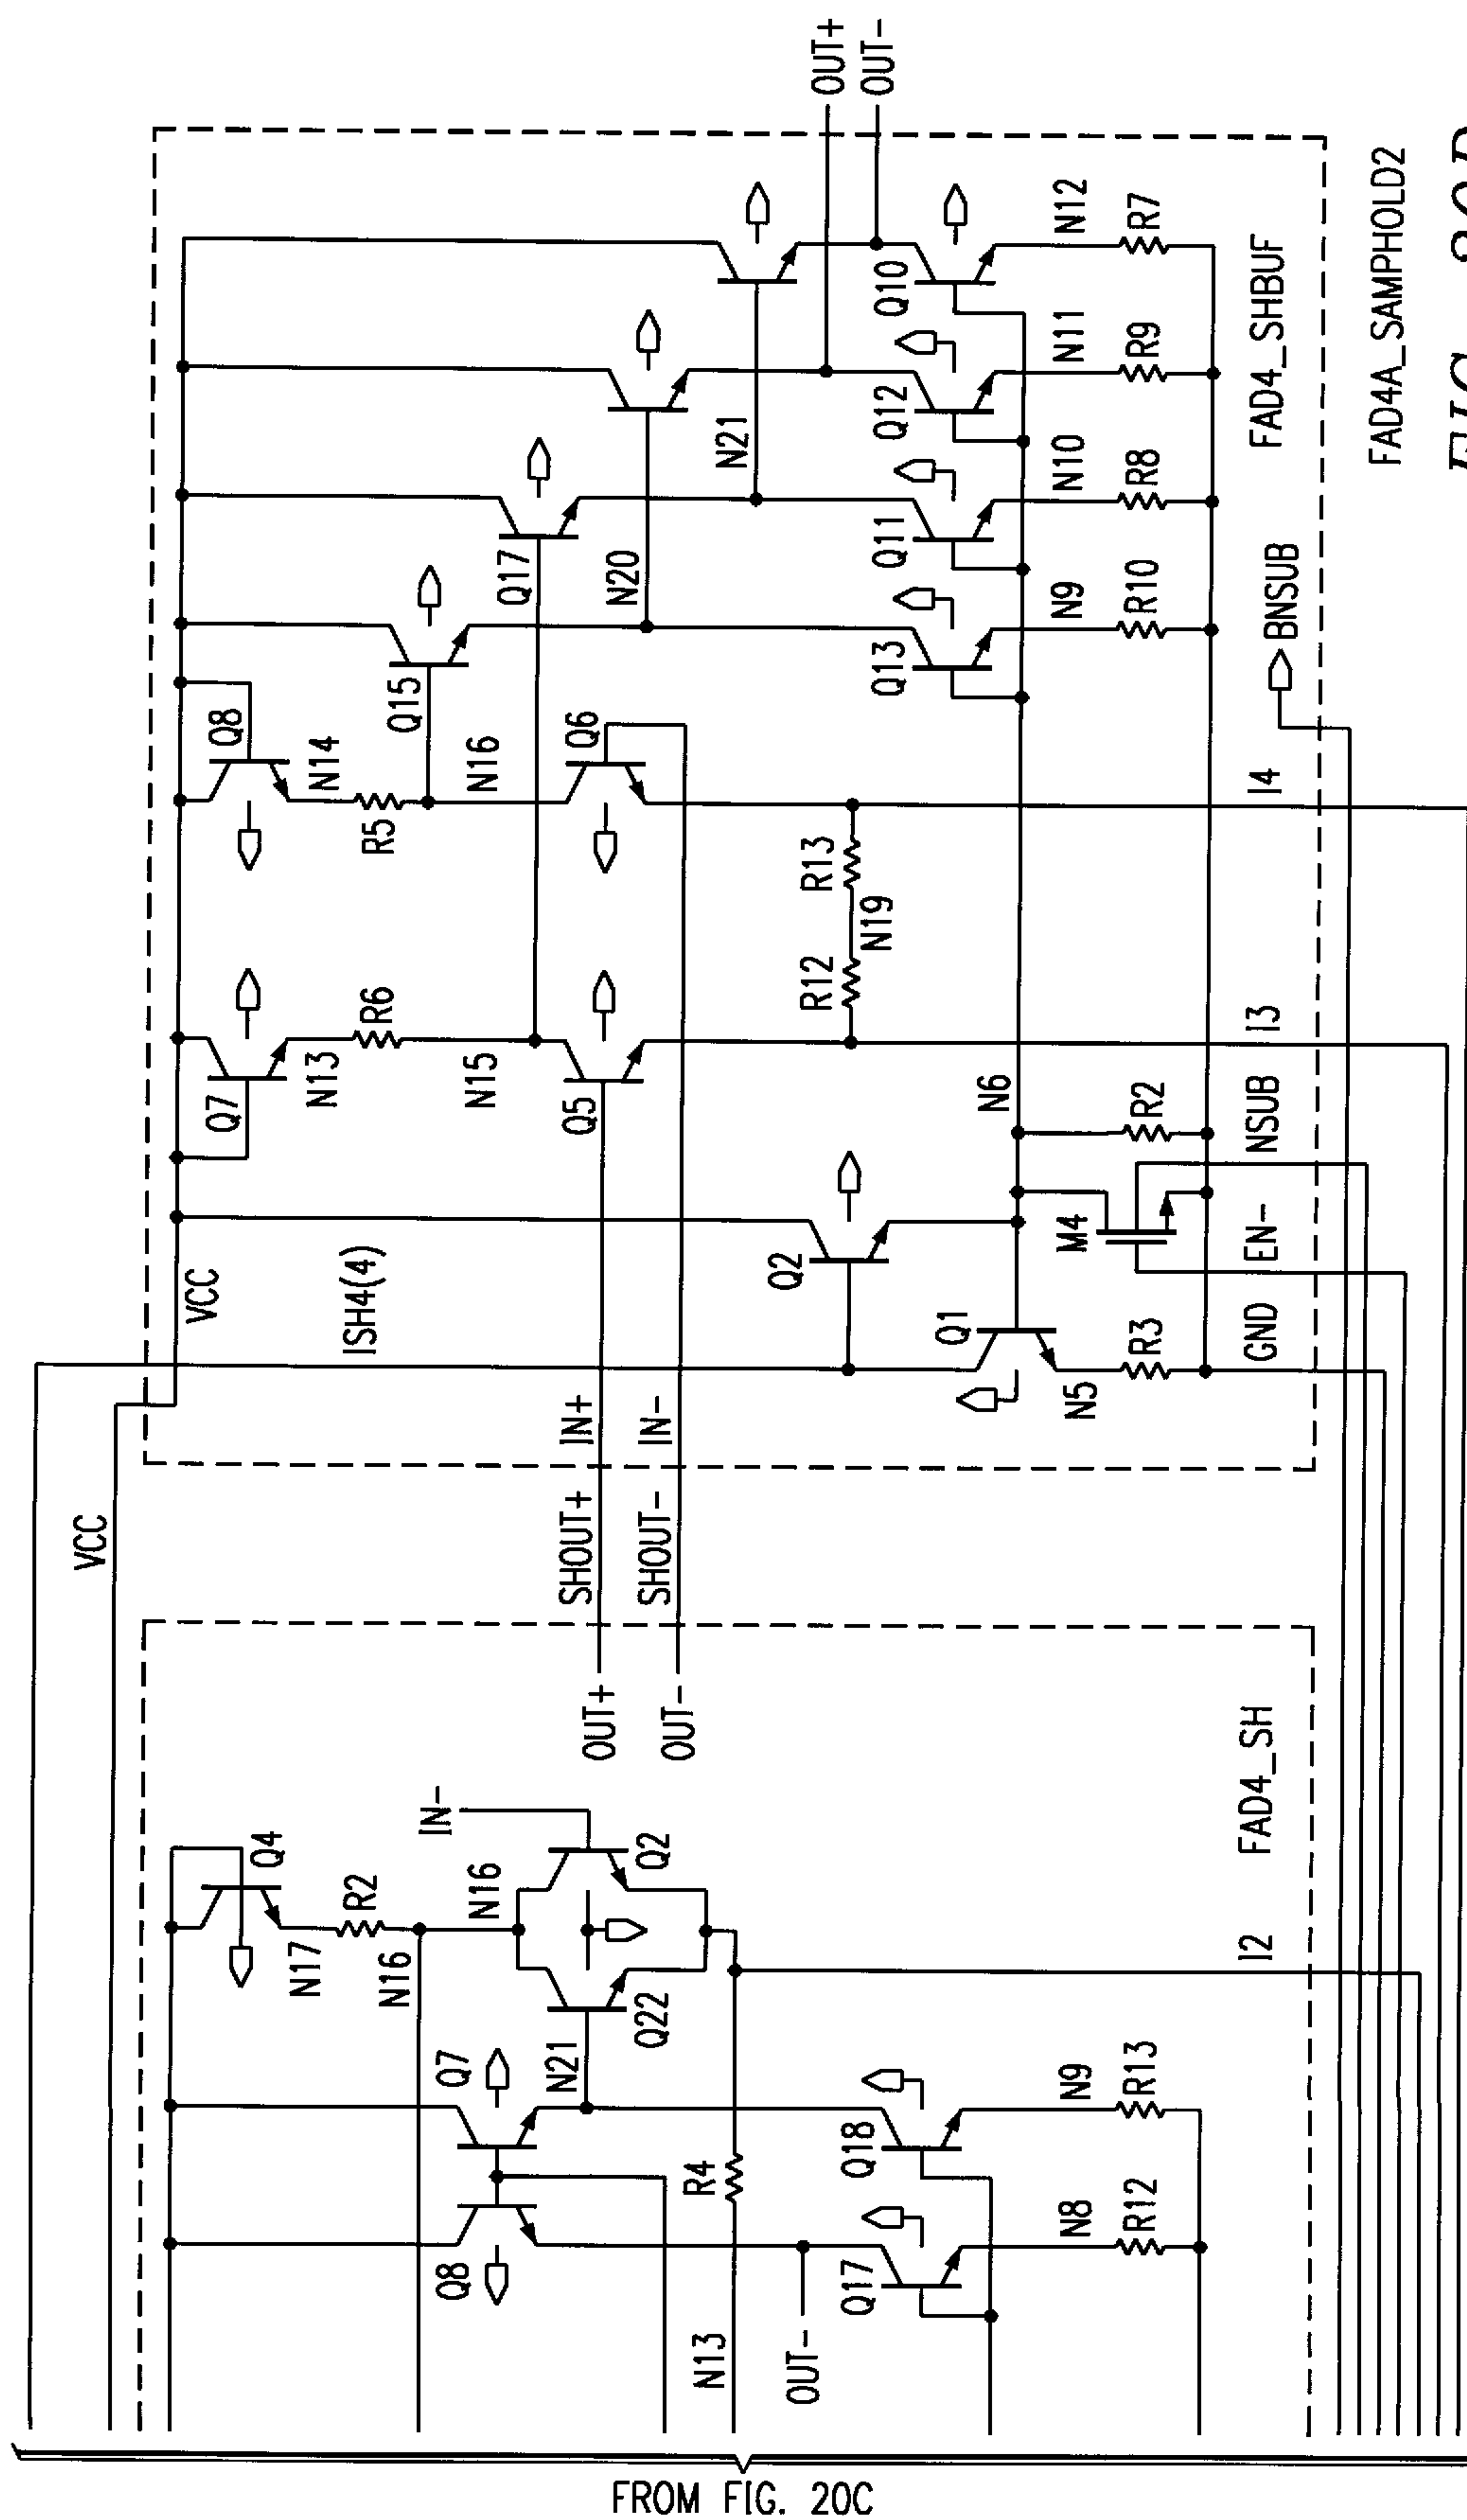 FROM FIG. 20C
VCC
Q4
N17
R2
N16
N16
IN-
Q8
Q7
N21
Q22
Q2
R4
N13
OUT-
OUT+
OUT-
Q17
Q18
N8
N9
R12
R13
I2
FAD4_SH
SHOUT+
SHOUT-
IN+
IN-
VCC
ISH4(4)
Q7
N13
R6
N15
Q5
Q8
N14
R5
N16
Q6
Q15
Q17
N20
N21
R12
R13
N19
Q2
Q1
N5
R3
M4
N6
R2
Q13
Q11
Q12
Q10
N9
N10
N11
N12
R10
R8
R9
R7
GND
EN-
NSUB
I3
I4
BNSUB
FAD4_SHBUF
OUT+
OUT-
FAD4A_SAMPHOLD2